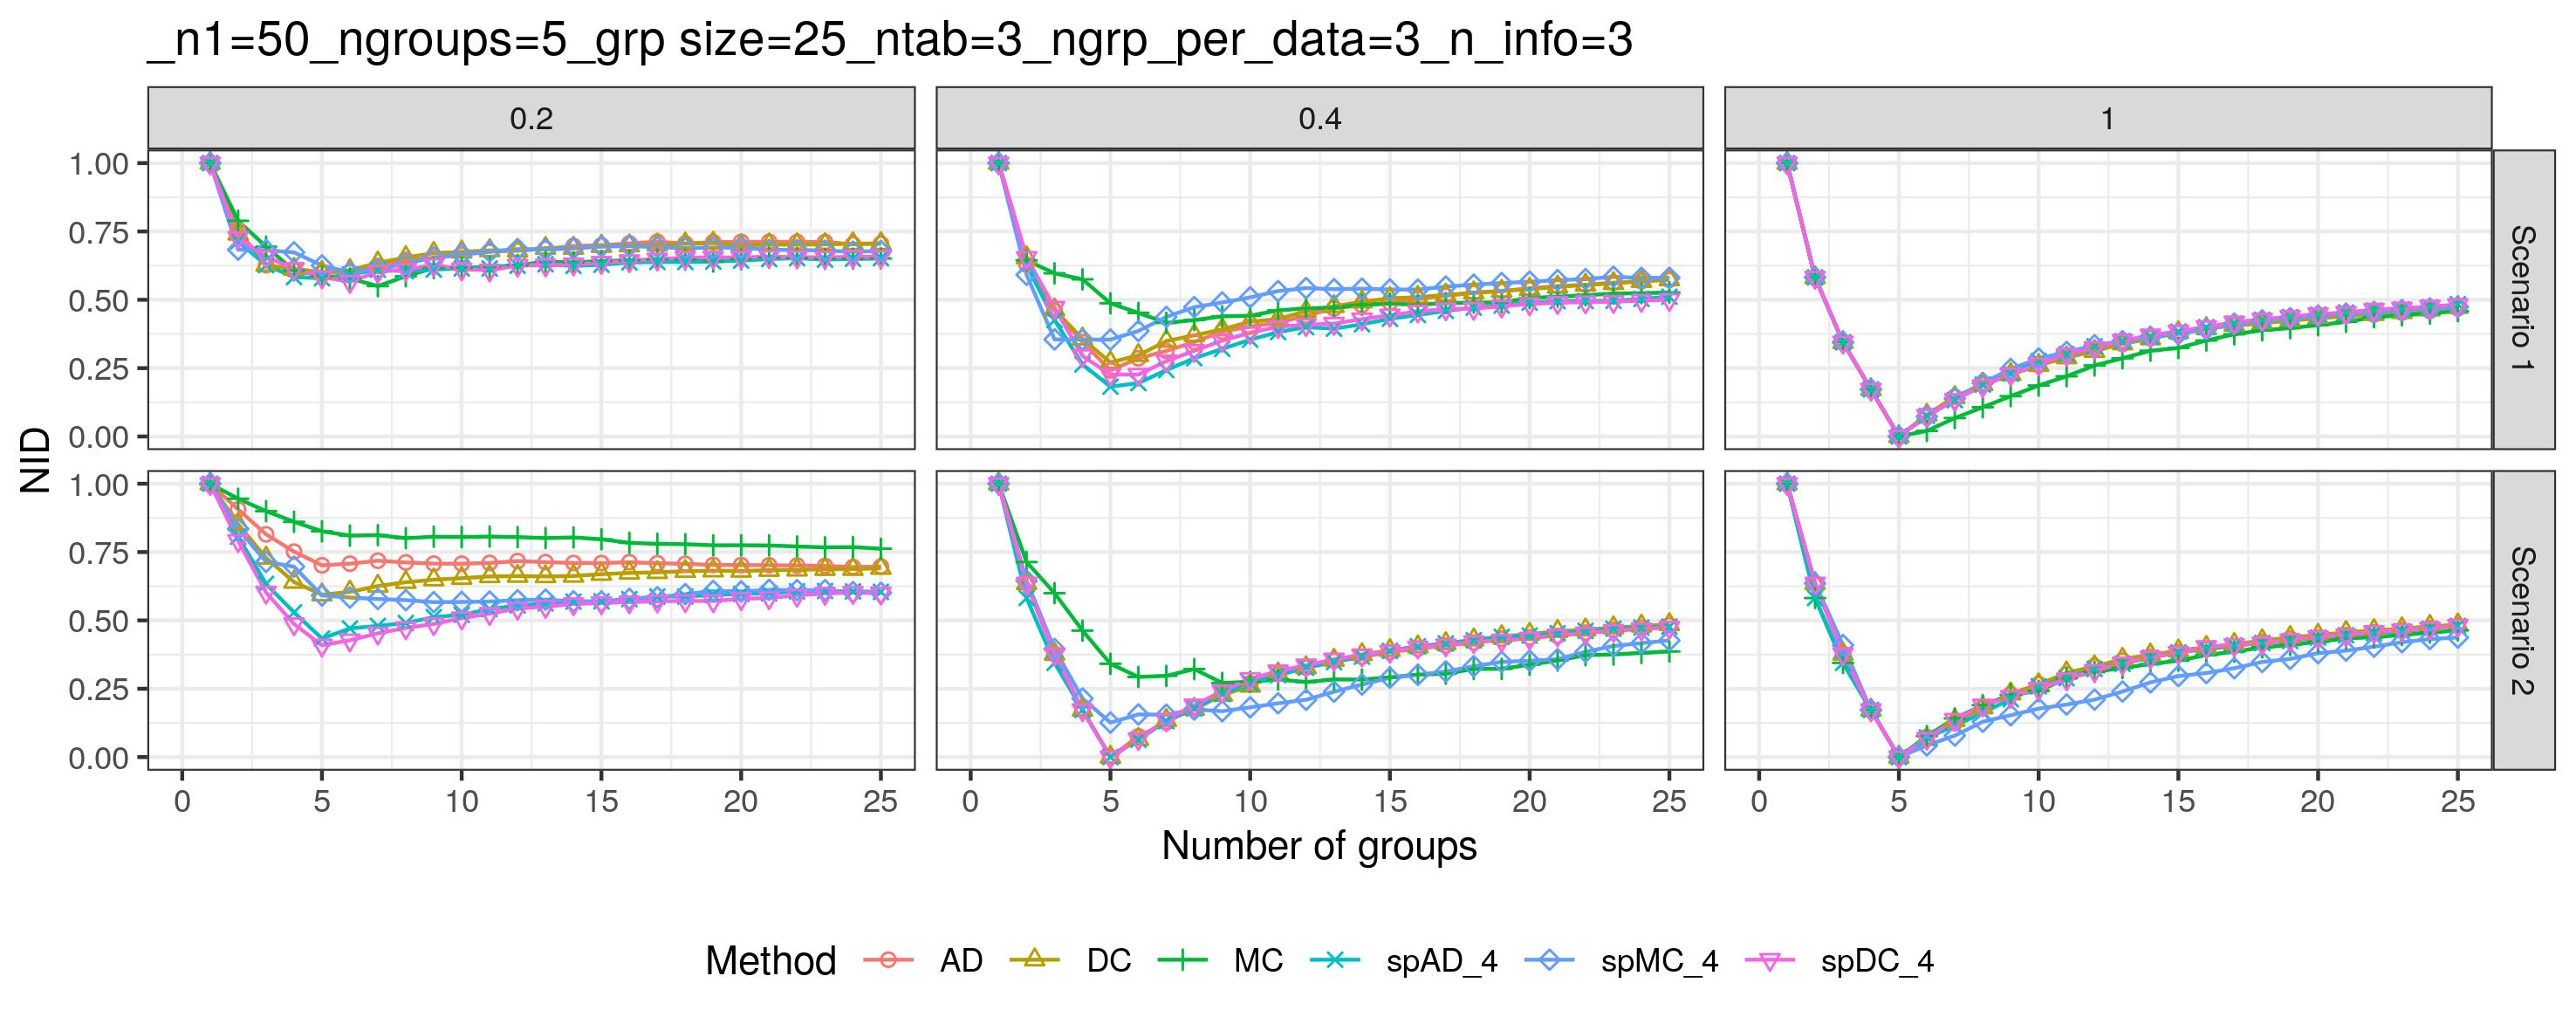 _n1=50_ngroups=5_grp size=25_ntab=3_ngrp_per_data=3_n_info=3
0.2 0.4 1
1.00
0.75
0.50
0.25
0.00
Scenario 1
NID
1.00
0.75
0.50
0.25
0.00
Scenario 2
0 5 10 15 20 25 0 5 10 15 20 25 0 5 10 15 20 25
Number of groups
Method AD DC MC spAD_4 spMC_4 spDC_4